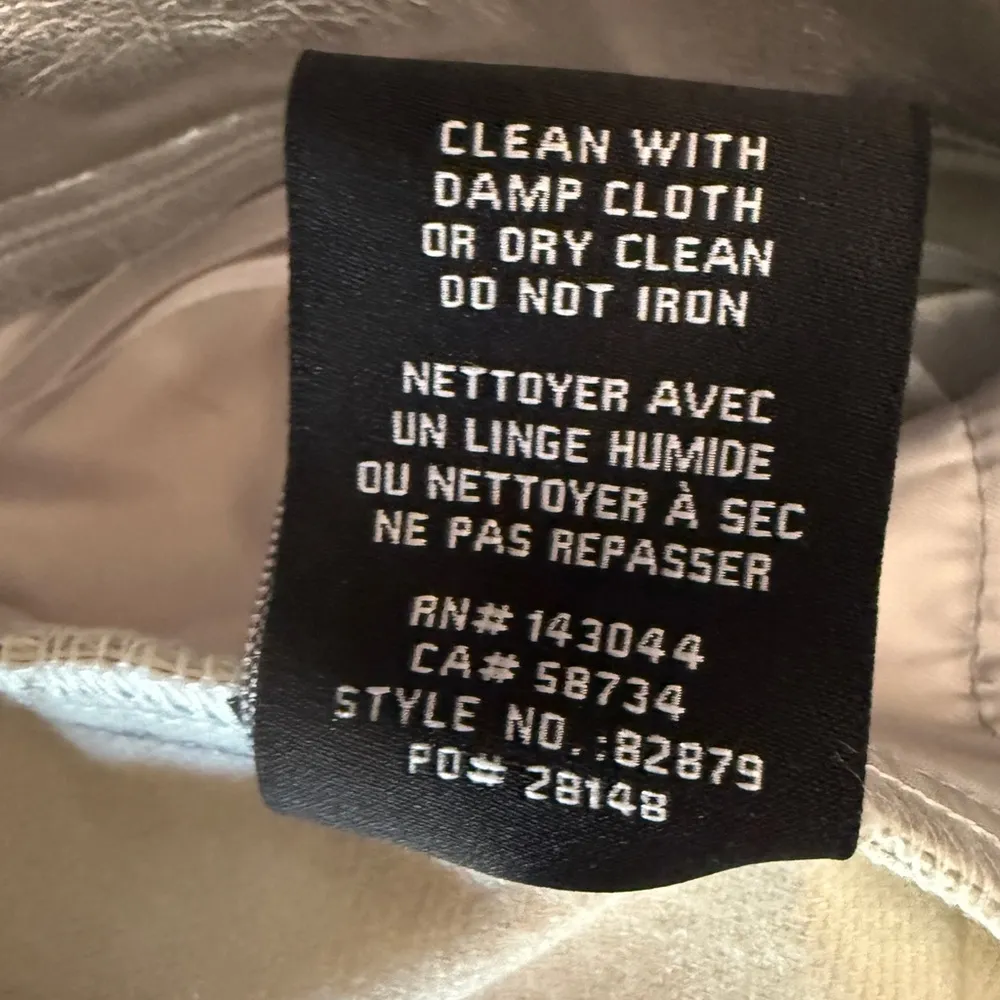 CLEAN WITH
DAMP CLOTH
OR DRY CLEAN
DO NOT IRON
NETTOYER AVEC
UN LINGE HUMIDE
OU NETTOYER À SEC
NE PAS REPASSER
RN# 143044
CA# 58734
STYLE NO.:82879
PO# 28148